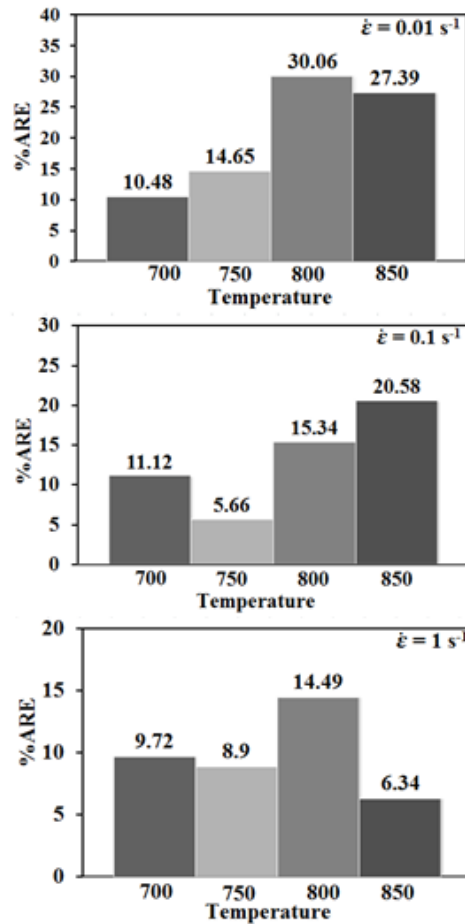 40
ε̇ = 0.01 s⁻¹
35
30.06
30
27.39
25
%ARE
20
14.65
15
10.48
10
5
0
700 750 800 850
Temperature
30
ε̇ = 0.1 s⁻¹
25
20.58
20
15.34
%ARE
15
11.12
10
5.66
5
0
700 750 800 850
Temperature
20
ε̇ = 1 s⁻¹
14.49
15
9.72
8.9
%ARE
10
6.34
5
0
700 750 800 850
Temperature